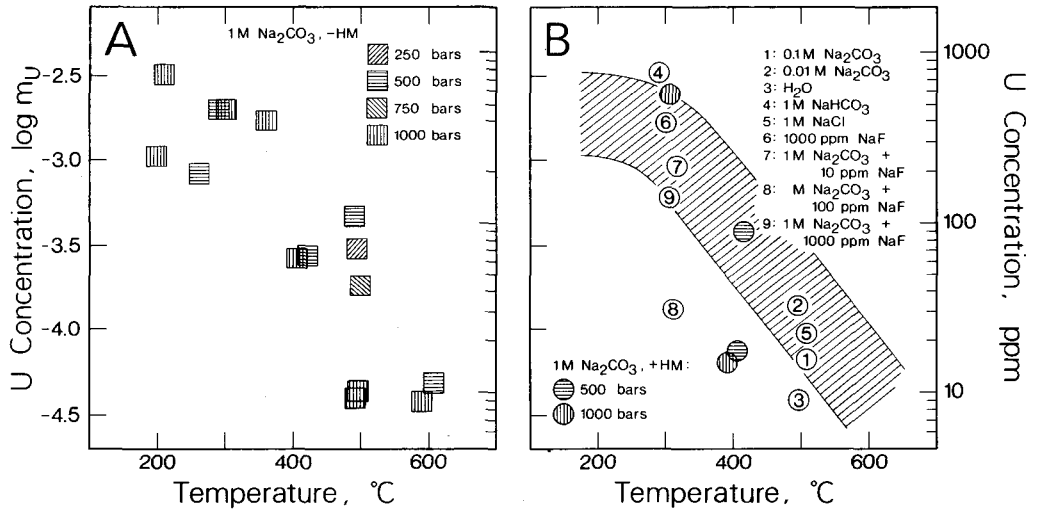 A
1M Na₂CO₃, -HM
250 bars
500 bars
750 bars
1000 bars
U Concentration, log mU
-2.5
-3.0
-3.5
-4.0
-4.5
200
400
600
Temperature, °C
B
1: 0.1M Na₂CO₃
2: 0.01M Na₂CO₃
3: H₂O
4: 1M NaHCO₃
5: 1M NaCl
6: 1000 ppm NaF
7: 1M Na₂CO₃ +
10 ppm NaF
8: M Na₂CO₃ +
100 ppm NaF
9: 1M Na₂CO₃ +
1000 ppm NaF
4
6
7
9
8
2
5
1
3
1M Na₂CO₃, +HM:
500 bars
1000 bars
1000
100
10
U Concentration, ppm
200
400
600
Temperature, °C